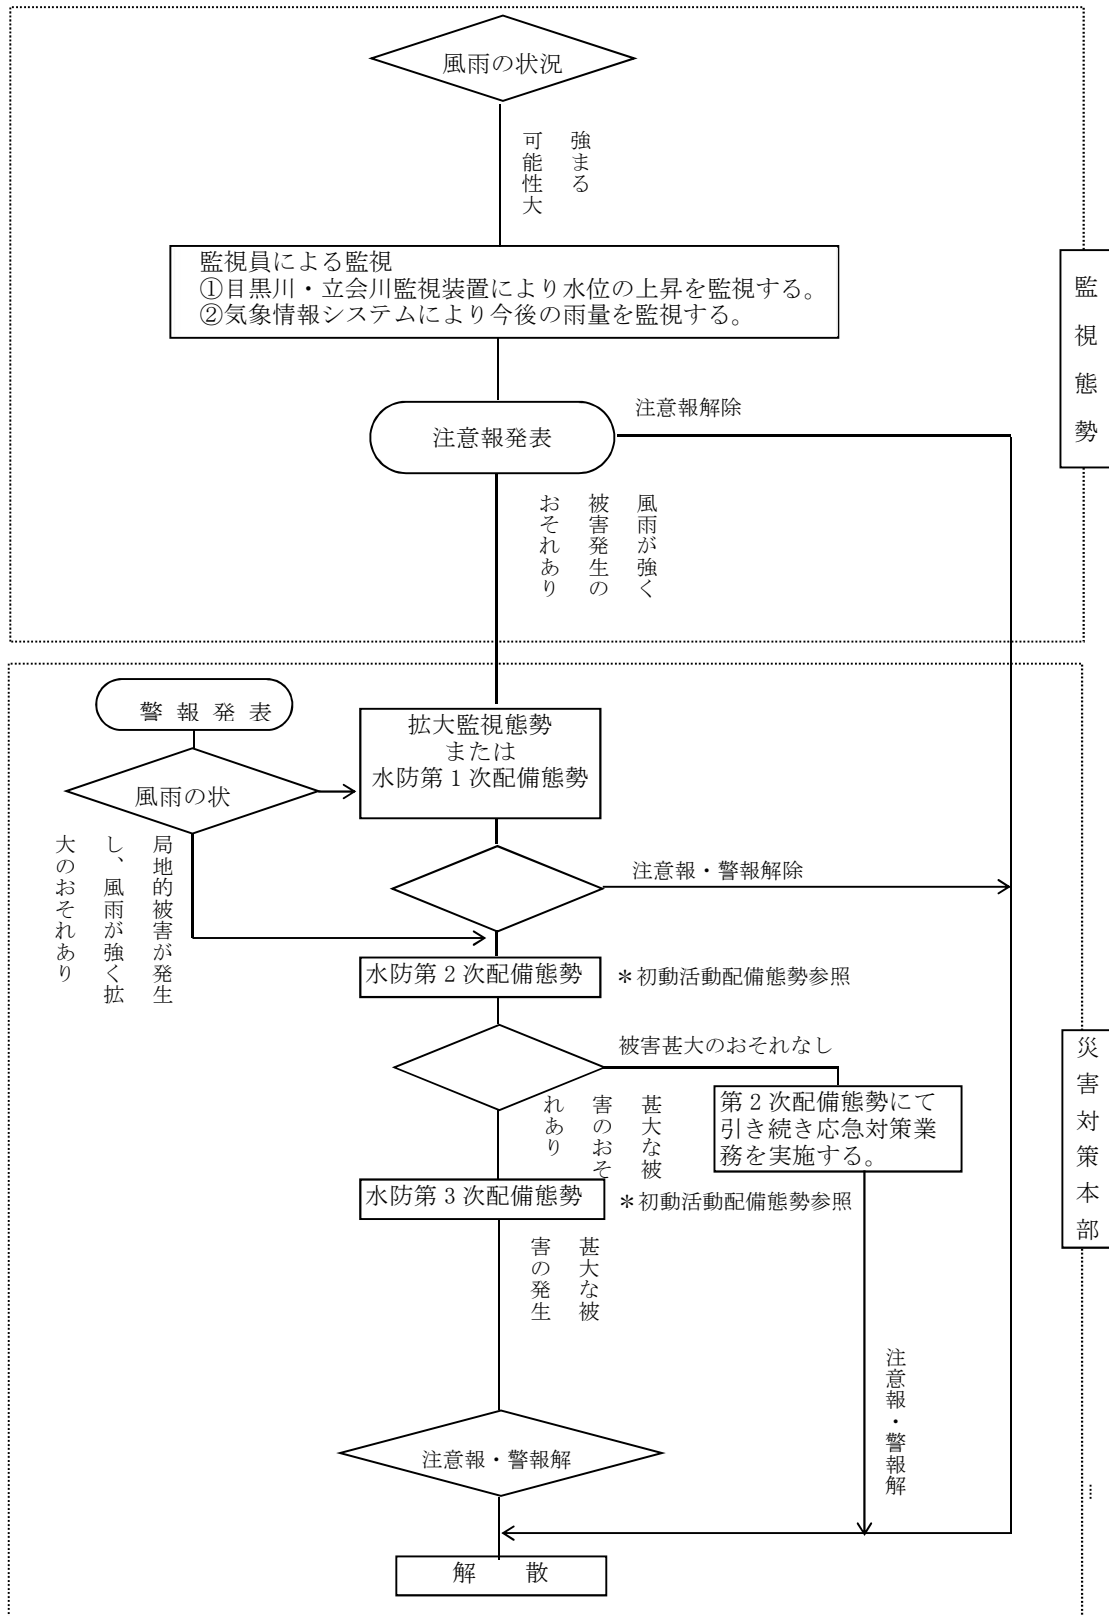 風雨の状況
強まる
可能性大
監視員による監視
①目黒川・立会川監視装置により水位の上昇を監視する。
②気象情報システムにより今後の雨量を監視する。
監視態勢
注意報発表
注意報解除
風雨が強く
被害発生の
おそれあり
警報発表
拡大監視態勢
または
水防第1次配備態勢
風雨の状
局地的被害が発生
し、風雨が強く拡
大のおそれあり
注意報・警報解除
水防第2次配備態勢
＊初動活動配備態勢参照
被害甚大のおそれなし
甚大な被
害のおそ
れあり
第2次配備態勢にて
引き続き応急対策業
務を実施する。
災害対策本部
水防第3次配備態勢
＊初動活動配備態勢参照
甚大な被
害の発生
注意報・警報解
注意報・警報解
解　散